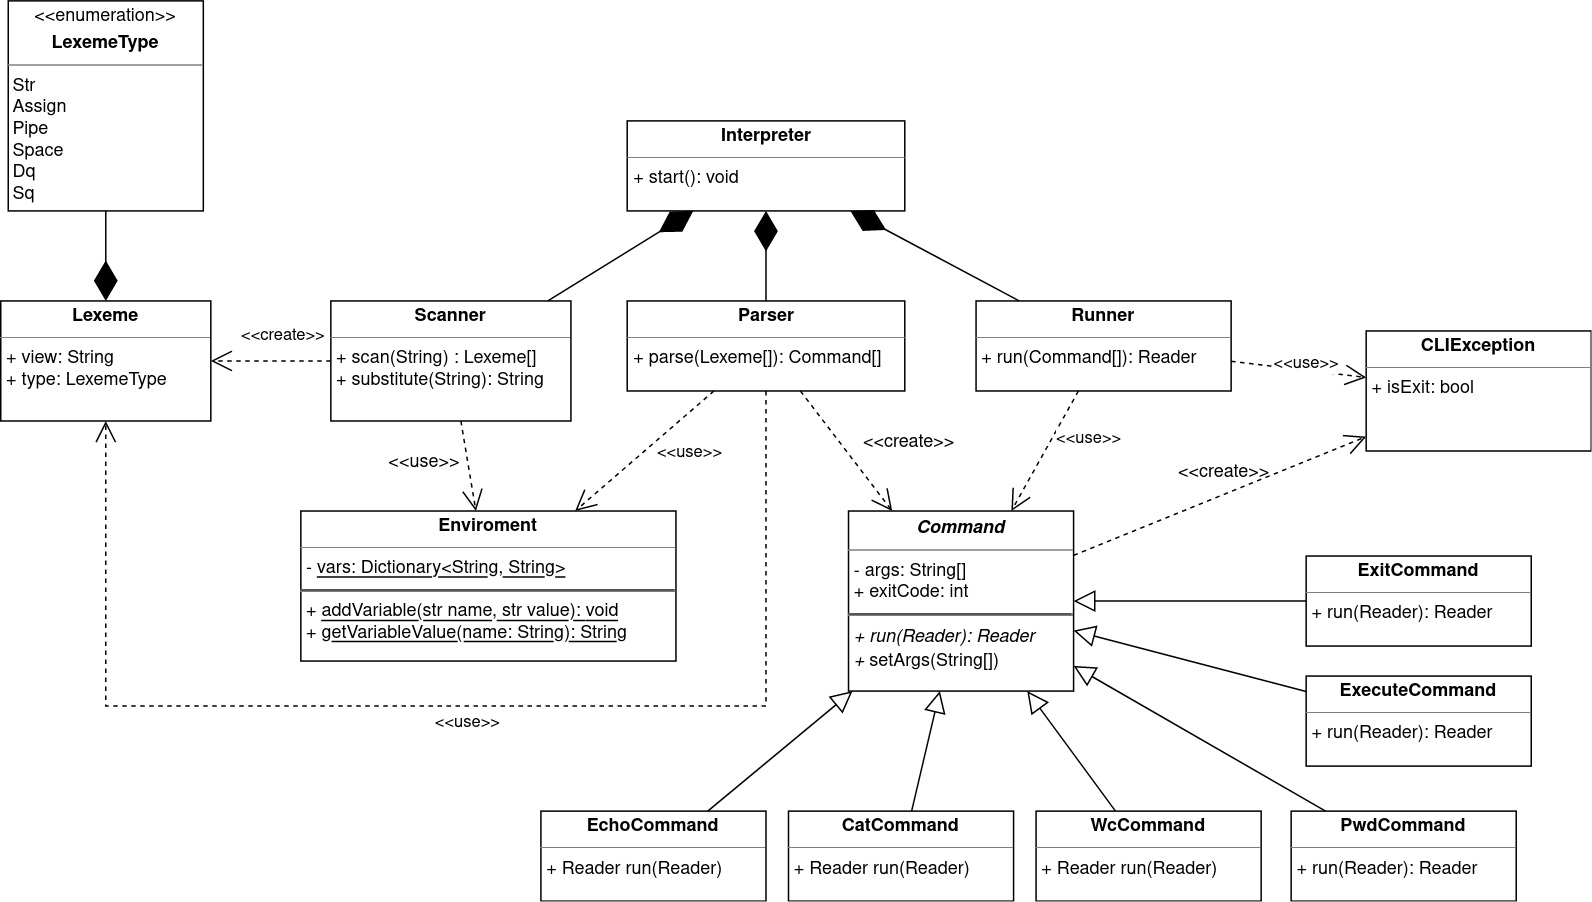 <<enumeration>>
LexemeType
Str
Assign
Pipe
Space
Dq
Sq
Interpreter
+ start(): void
Lexeme
+ view: String
+ type: LexemeType
<<create>>
Scanner
+ scan(String) : Lexeme[]
+ substitute(String): String
Parser
+ parse(Lexeme[]): Command[]
Runner
+ run(Command[]): Reader
<<use>>
CLIException
+ isExit: bool
<<use>>
<<use>>
<<create>>
<<use>>
<<create>>
Enviroment
- vars: Dictionary<String, String>
+ addVariable(str name, str value): void
+ getVariableValue(name: String): String
Command
- args: String[]
+ exitCode: int
+ run(Reader): Reader
+ setArgs(String[])
ExitCommand
+ run(Reader): Reader
ExecuteCommand
+ run(Reader): Reader
<<use>>
EchoCommand
+ Reader run(Reader)
CatCommand
+ Reader run(Reader)
WcCommand
+ Reader run(Reader)
PwdCommand
+ run(Reader): Reader